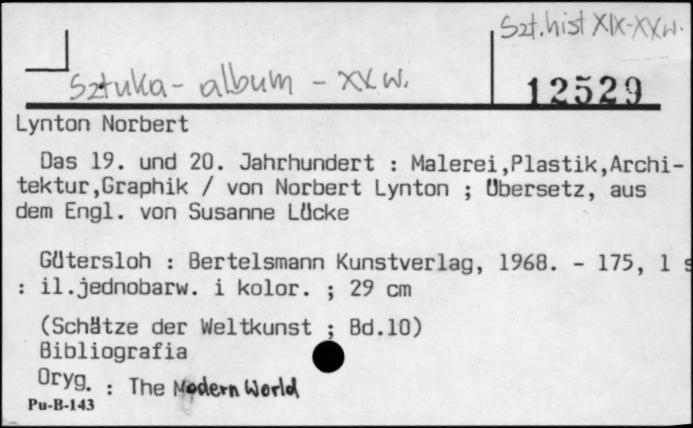 Szt.hist XIX-XXw.
Sztuka - album - XX w.
12529
Lynton Norbert
Das 19. und 20. Jahrhundert : Malerei,Plastik,Archi-
tektur,Graphik / von Norbert Lynton ; Übersetz, aus
dem Engl. von Susanne Lücke
Gütersloh : Bertelsmann Kunstverlag, 1968. - 175, 1 s
: il.jednobarw. i kolor. ; 29 cm
(Schätze der Weltkunst ; Bd.10)
Bibliografia
Oryg. : The Modern World
Pu-B-143